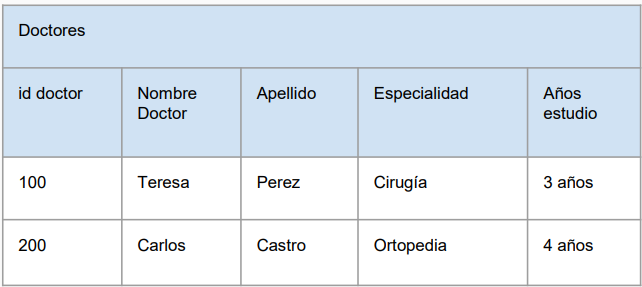 Doctores
id doctor Nombre Doctor Apellido Especialidad Años estudio
100 Teresa Perez Cirugía 3 años
200 Carlos Castro Ortopedia 4 años